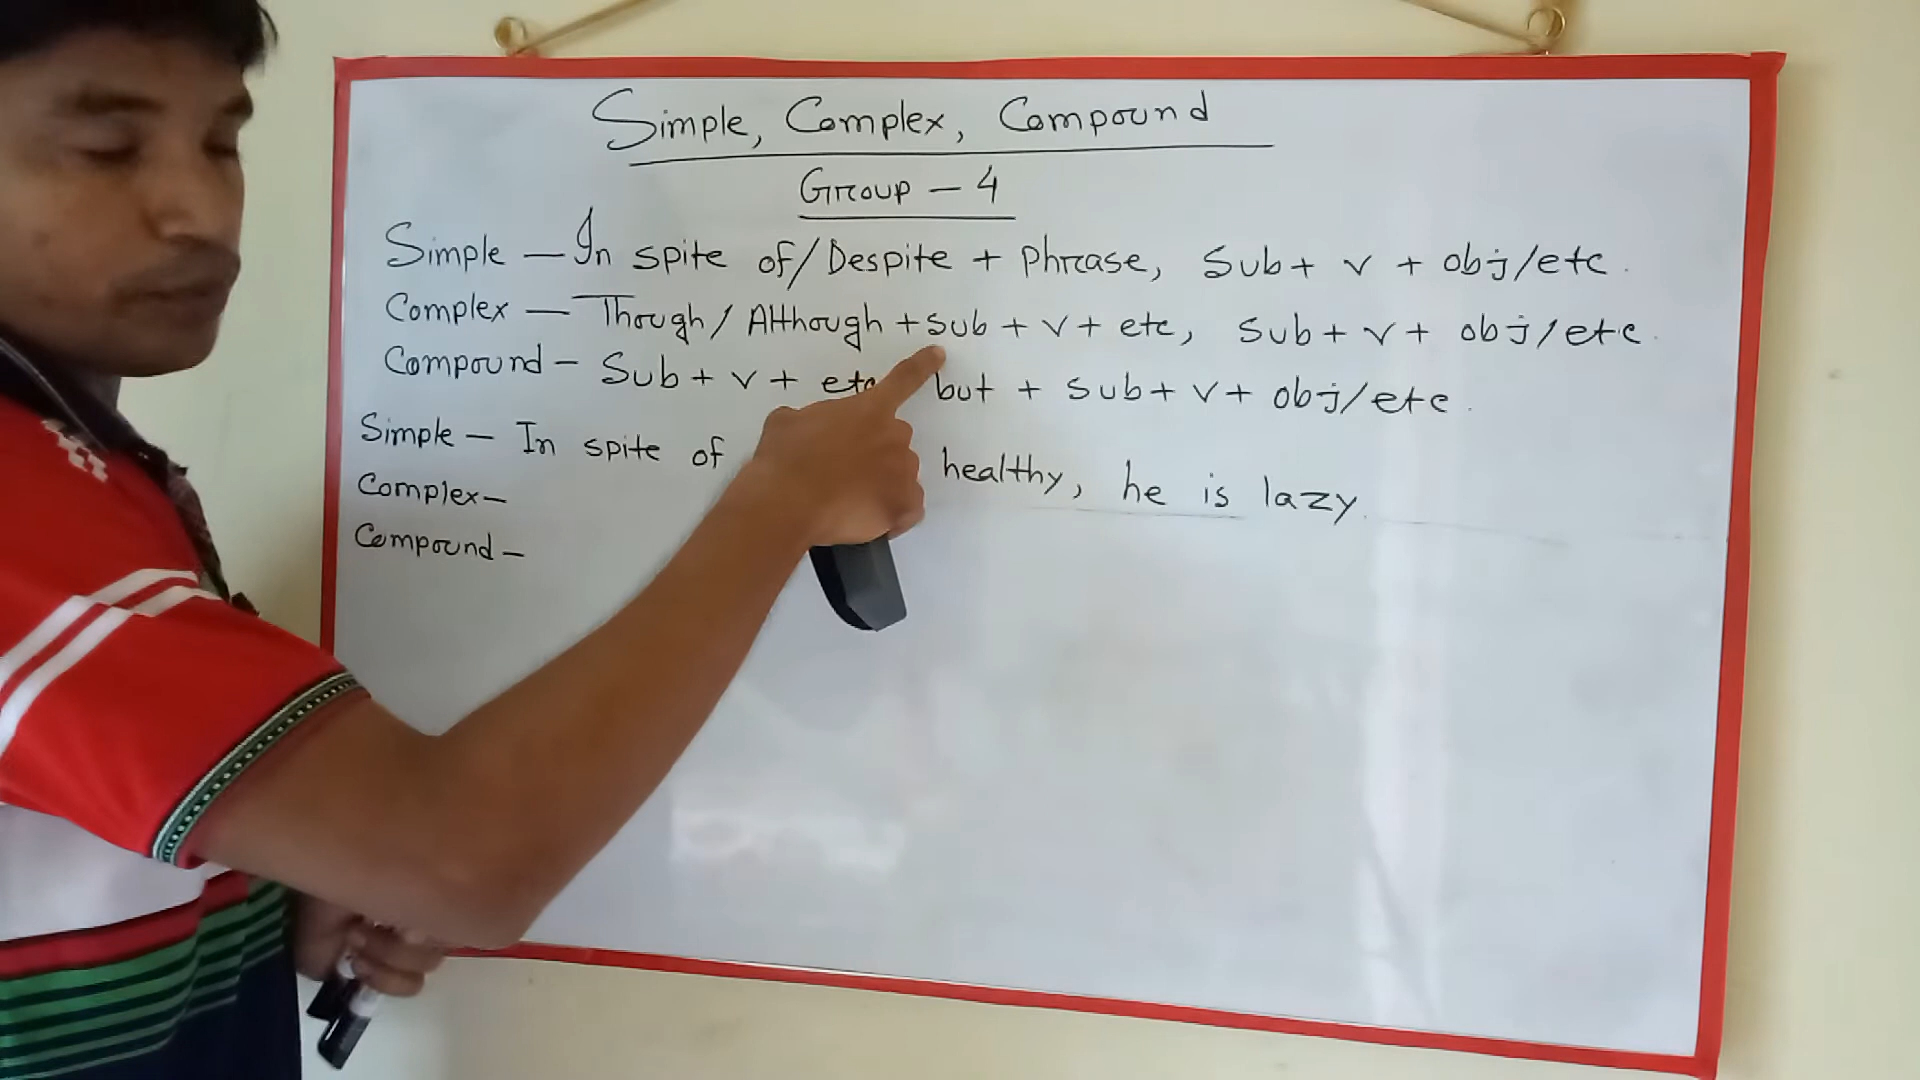 Simple, Complex, Compound
Group - 4
Simple — In spite of/Despite + Phrase, Sub + v + obj/etc.
Complex — Though/Although + sub + v + etc, Sub + v + obj/etc.
Compound - Sub + v + etc but + sub + v + obj/etc.
Simple — In spite of healthy, he is lazy.
Complex-
Compound -